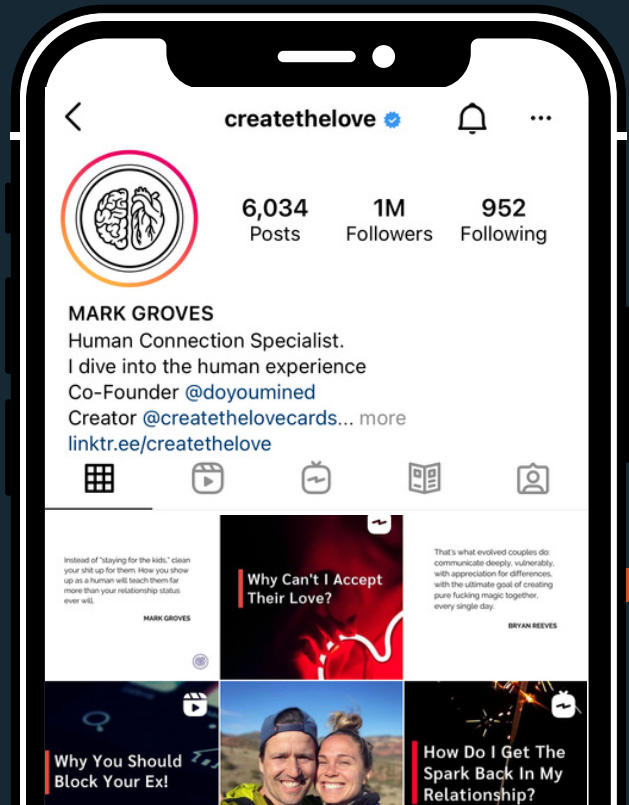 createthelove
6,034
Posts
1M
Followers
952
Following
MARK GROVES
Human Connection Specialist.
I dive into the human experience
Co-Founder @doyoumined
Creator @createthelovecards... more
linktr.ee/createthelove
Instead of "staying for the kids," clean
your shit up for them. How you show
up as a human will teach them far
more than your relationship status
ever will.
MARK GROVES
Why Can't I Accept
Their Love?
That's what evolved couples do:
communicate deeply, vulnerably,
with appreciation for differences,
with the ultimate goal of creating
pure fucking magic together,
every single day.
BRYAN REEVES
Why You Should
Block Your Ex!
How Do I Get The
Spark Back In My
Relationship?